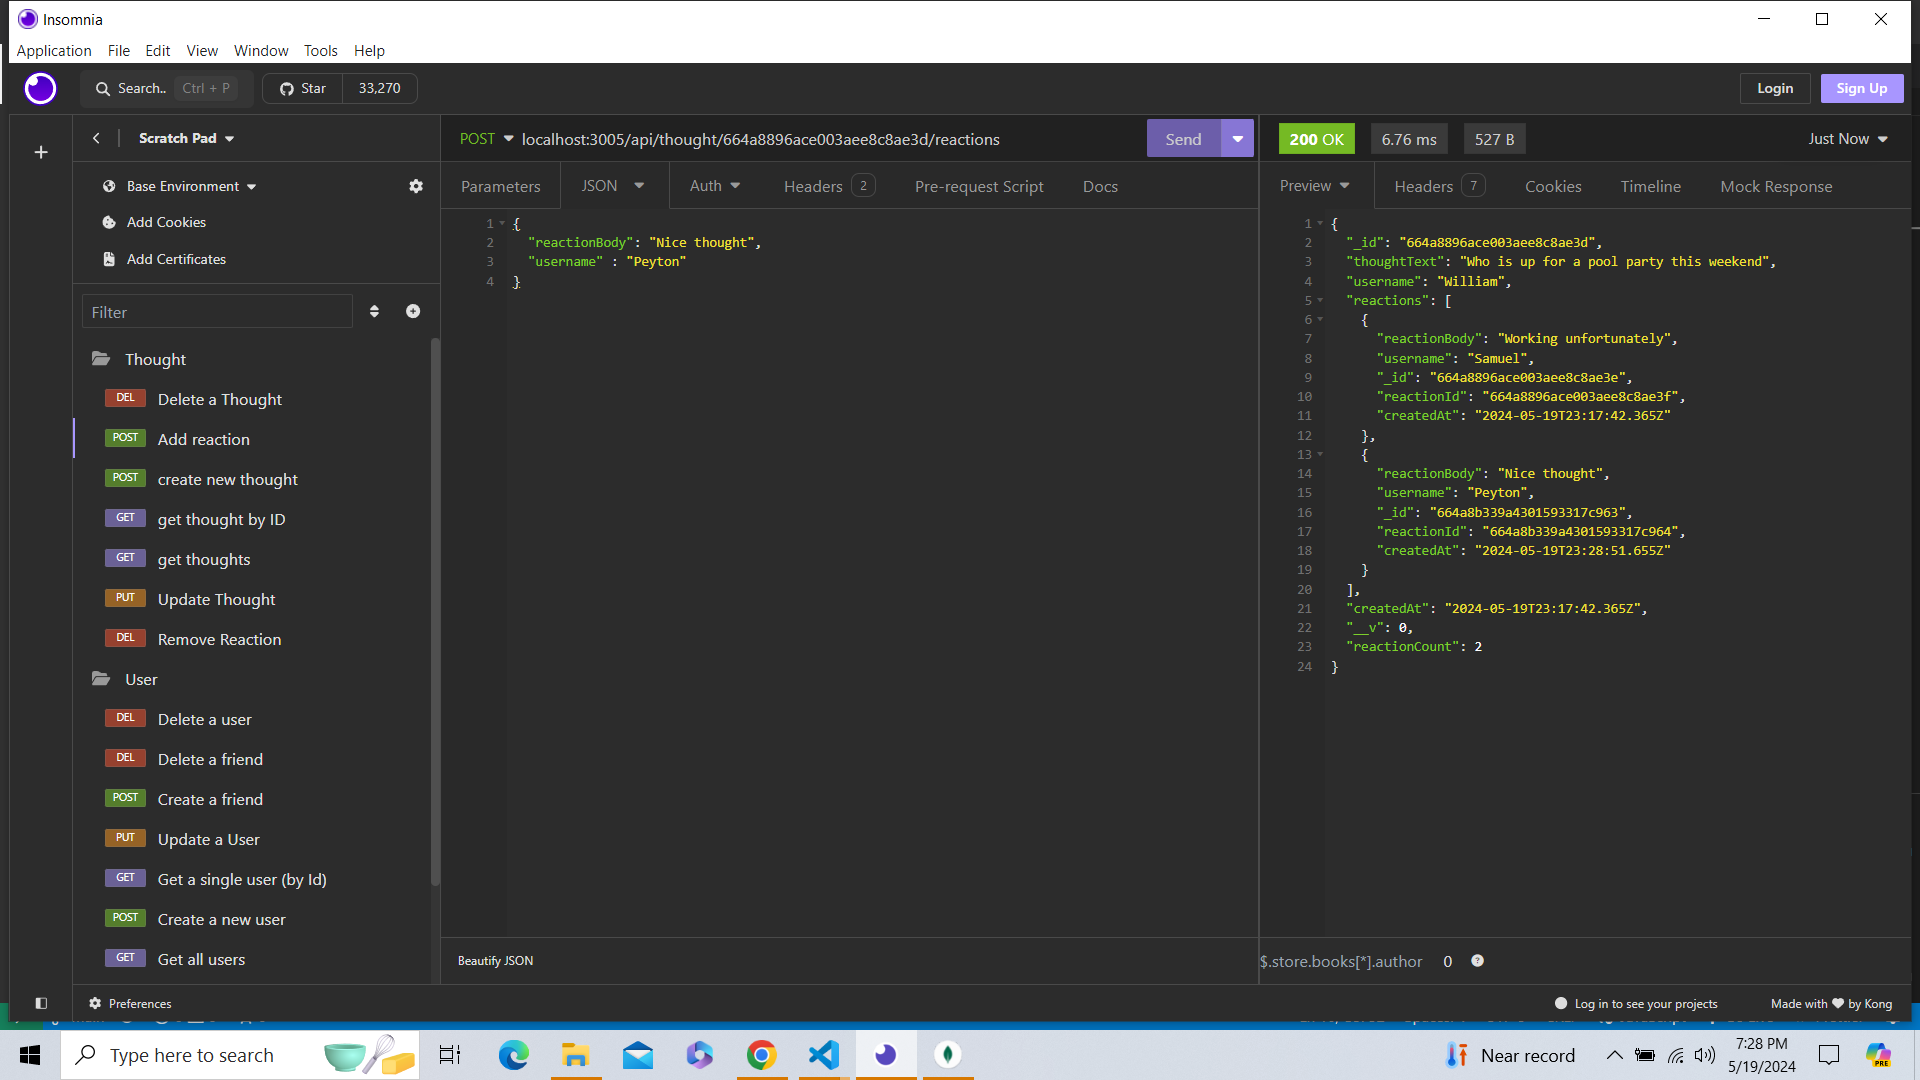 Insomnia
Application File Edit View Window Tools Help
Search.. Ctrl + P Star 33,270 Login Sign Up
Scratch Pad
Base Environment
Add Cookies
Add Certificates
Filter
Thought
DEL Delete a Thought
POST Add reaction
POST create new thought
GET get thought by ID
GET get thoughts
PUT Update Thought
DEL Remove Reaction
User
DEL Delete a user
DEL Delete a friend
POST Create a friend
PUT Update a User
GET Get a single user (by Id)
POST Create a new user
GET Get all users
Preferences
POST localhost:3005/api/thought/664a8896ace003aee8c8ae3d/reactions Send
Parameters JSON Auth Headers 2 Pre-request Script Docs
1 {
2 "reactionBody": "Nice thought",
3 "username" : "Peyton"
4 }
Beautify JSON
200 OK 6.76 ms 527 B Just Now
Preview Headers 7 Cookies Timeline Mock Response
1 {
2 "_id": "664a8896ace003aee8c8ae3d",
3 "thoughtText": "Who is up for a pool party this weekend",
4 "username": "William",
5 "reactions": [
6 {
7 "reactionBody": "Working unfortunately",
8 "username": "Samuel",
9 "_id": "664a8896ace003aee8c8ae3e",
10 "reactionId": "664a8896ace003aee8c8ae3f",
11 "createdAt": "2024-05-19T23:17:42.365Z"
12 },
13 {
14 "reactionBody": "Nice thought",
15 "username": "Peyton",
16 "_id": "664a8b339a4301593317c963",
17 "reactionId": "664a8b339a4301593317c964",
18 "createdAt": "2024-05-19T23:28:51.655Z"
19 }
20 ],
21 "createdAt": "2024-05-19T23:17:42.365Z",
22 "__v": 0,
23 "reactionCount": 2
24 }
$.store.books[*].author 0
Log in to see your projects Made with ❤ by Kong
Type here to search
Near record
PRE
7:28 PM
5/19/2024